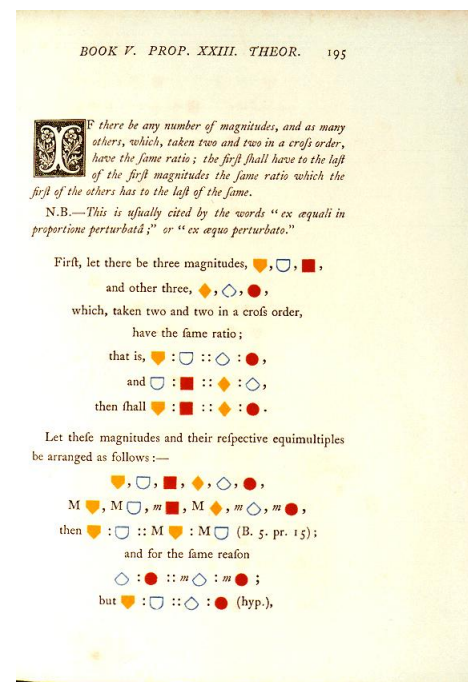 BOOK V. PROP. XXIII. THEOR. 195
IF there be any number of magnitudes, and as many
others, which, taken two and two in a croſs order,
have the ſame ratio; the firſt ſhall have to the laſt
of the firſt magnitudes the ſame ratio which the
firſt of the others has to the laſt of the ſame.
N.B.—This is uſually cited by the words "ex æquali in
proportione perturbatâ;" or "ex æquo perturbato."
Firſt, let there be three magnitudes, , , ,
and other three, , , ,
which, taken two and two in a croſs order,
have the ſame ratio;
that is, : :: : ,
and : :: : ,
then ſhall : :: : .
Let theſe magnitudes and their reſpective equimultiples
be arranged as follows:—
, , , , , ,
M , M , m , M , m , m ,
then : :: M : M (B. 5. pr. 15);
and for the ſame reaſon
: :: m : m ;
but : :: : (hyp.),